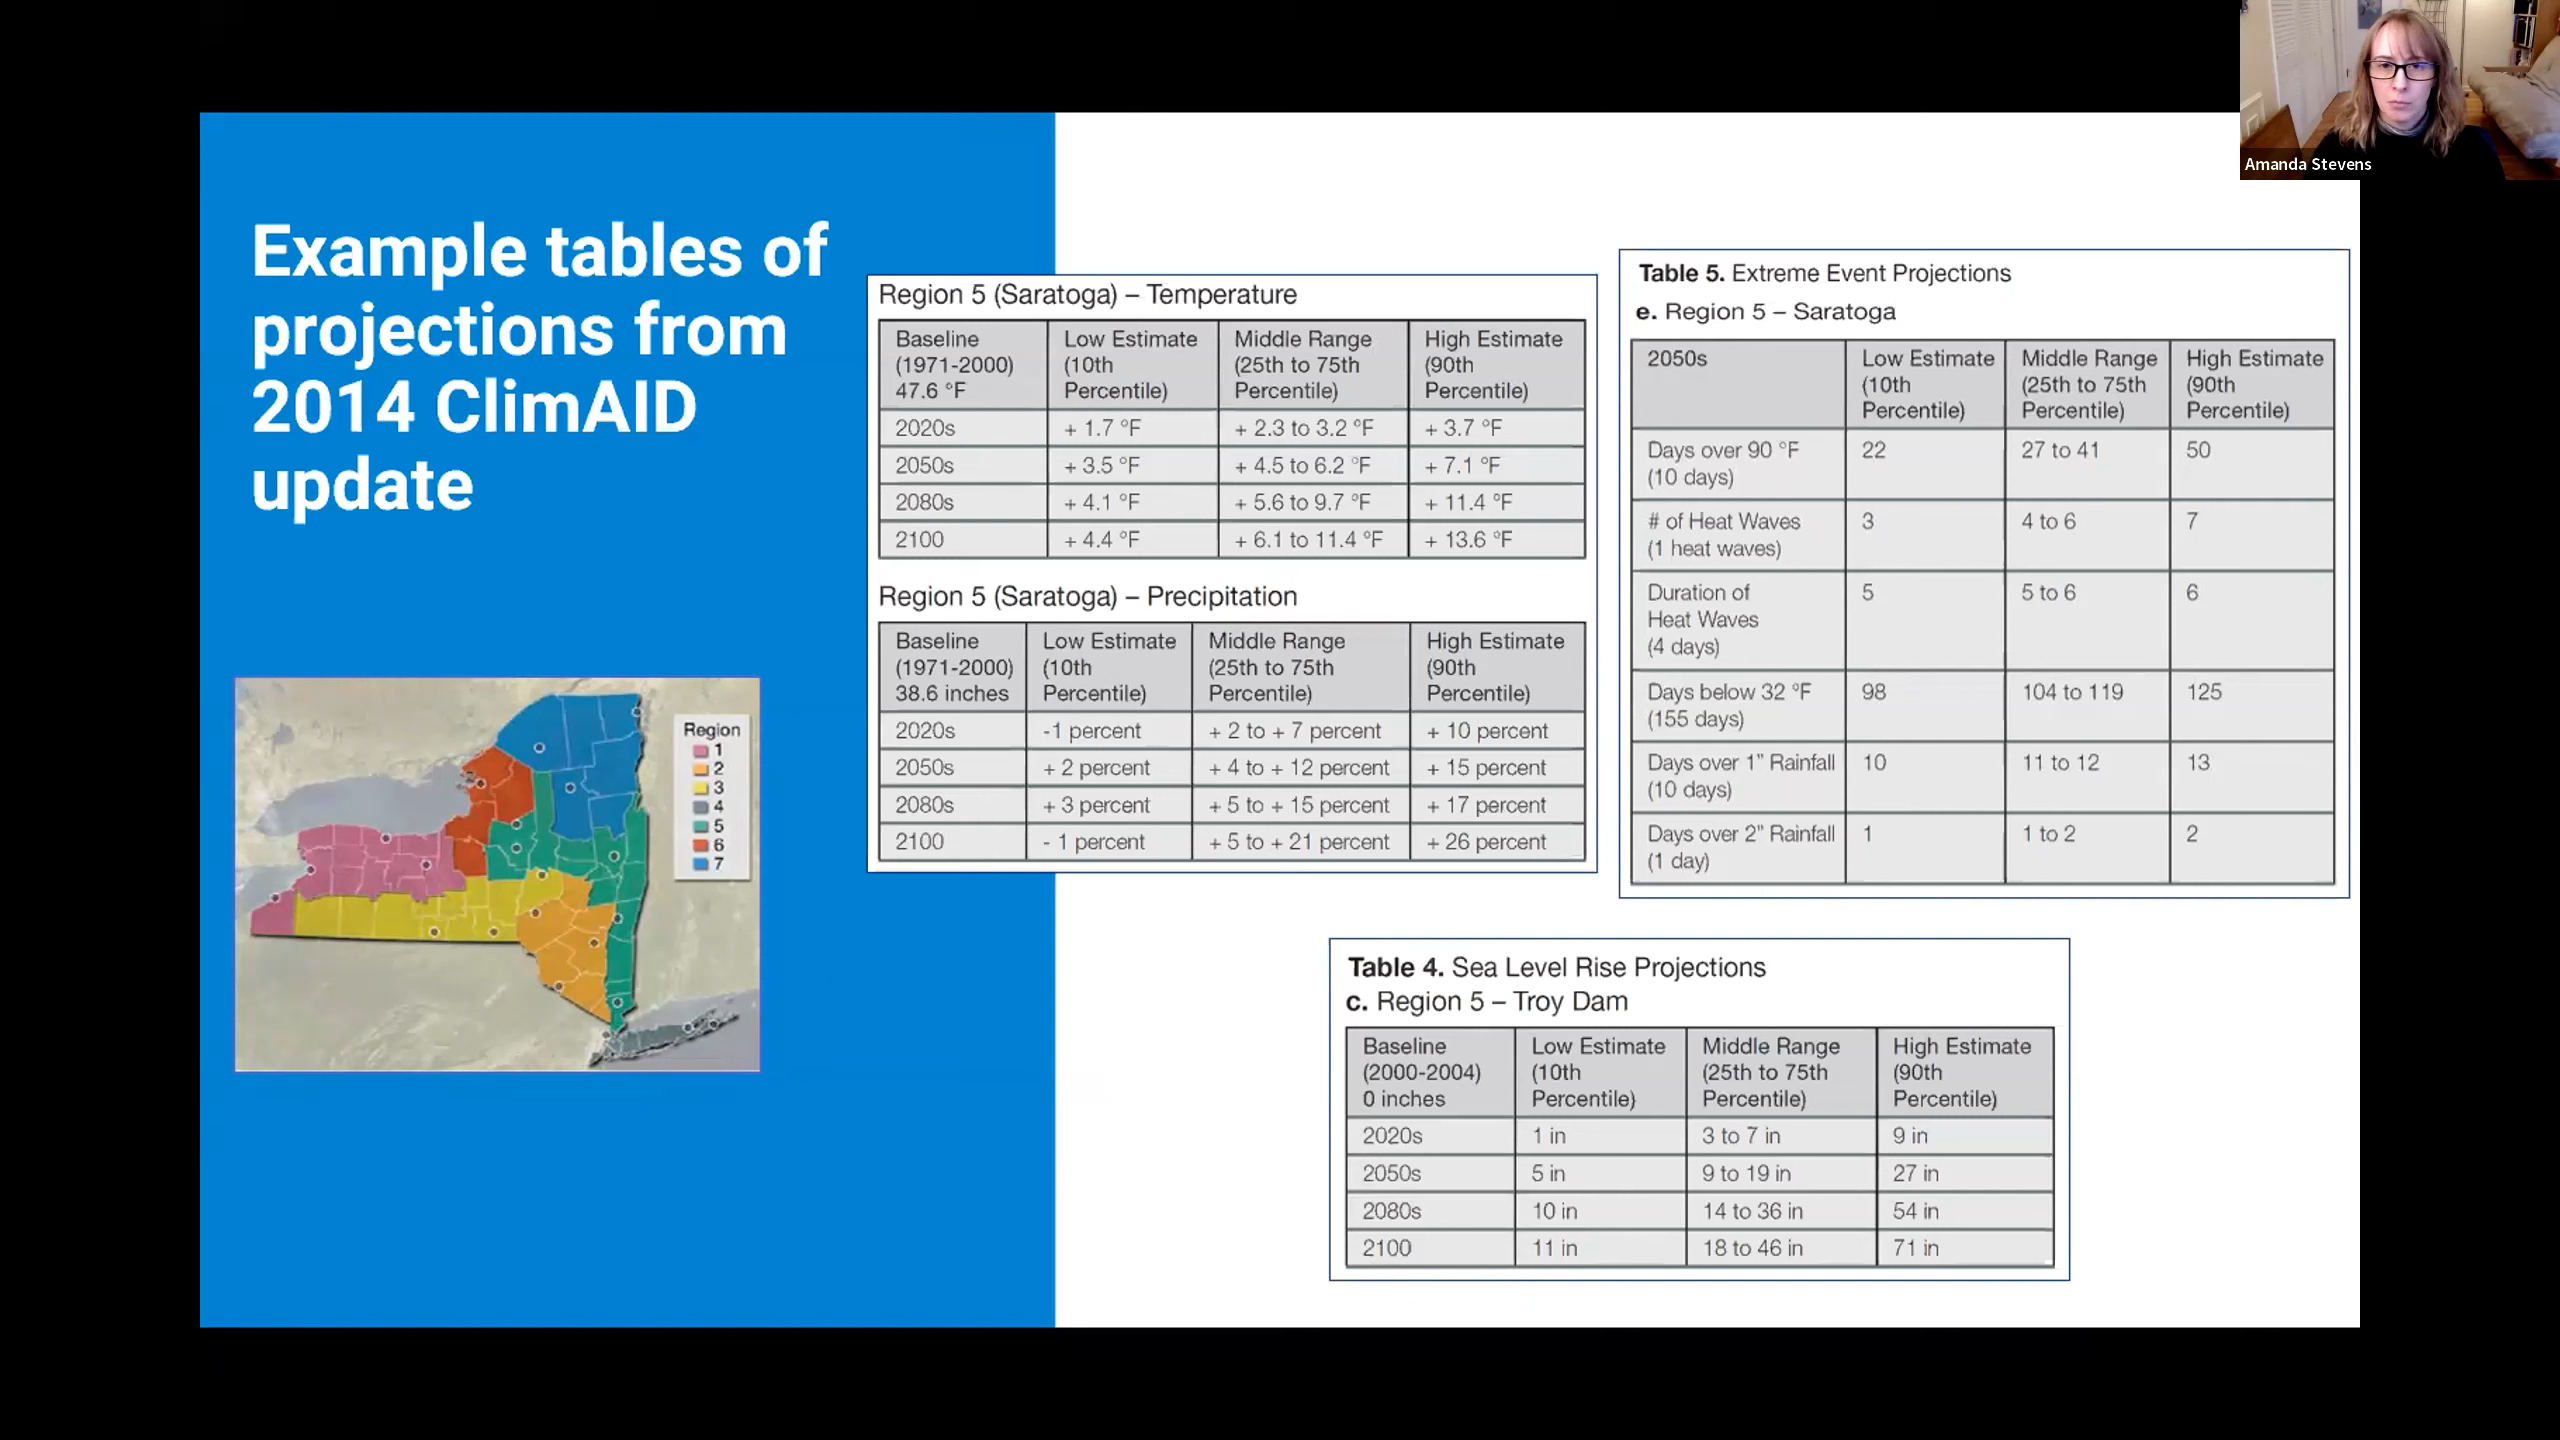 Example tables of
projections from
2014 ClimAID
update
Region
1
2
3
4
5
6
7
Region 5 (Saratoga) – Temperature
Baseline (1971-2000) 47.6 °F Low Estimate (10th Percentile) Middle Range (25th to 75th Percentile) High Estimate (90th Percentile)
2020s + 1.7 °F + 2.3 to 3.2 °F + 3.7 °F
2050s + 3.5 °F + 4.5 to 6.2 °F + 7.1 °F
2080s + 4.1 °F + 5.6 to 9.7 °F + 11.4 °F
2100 + 4.4 °F + 6.1 to 11.4 °F + 13.6 °F
Region 5 (Saratoga) – Precipitation
Baseline (1971-2000) 38.6 inches Low Estimate (10th Percentile) Middle Range (25th to 75th Percentile) High Estimate (90th Percentile)
2020s -1 percent + 2 to + 7 percent + 10 percent
2050s + 2 percent + 4 to + 12 percent + 15 percent
2080s + 3 percent + 5 to + 15 percent + 17 percent
2100 - 1 percent + 5 to + 21 percent + 26 percent
Table 5. Extreme Event Projections
e. Region 5 – Saratoga
2050s Low Estimate (10th Percentile) Middle Range (25th to 75th Percentile) High Estimate (90th Percentile)
Days over 90 °F (10 days) 22 27 to 41 50
# of Heat Waves (1 heat waves) 3 4 to 6 7
Duration of Heat Waves (4 days) 5 5 to 6 6
Days below 32 °F (155 days) 98 104 to 119 125
Days over 1" Rainfall (10 days) 10 11 to 12 13
Days over 2" Rainfall (1 day) 1 1 to 2 2
Table 4. Sea Level Rise Projections
c. Region 5 – Troy Dam
Baseline (2000-2004) 0 inches Low Estimate (10th Percentile) Middle Range (25th to 75th Percentile) High Estimate (90th Percentile)
2020s 1 in 3 to 7 in 9 in
2050s 5 in 9 to 19 in 27 in
2080s 10 in 14 to 36 in 54 in
2100 11 in 18 to 46 in 71 in
Amanda Stevens